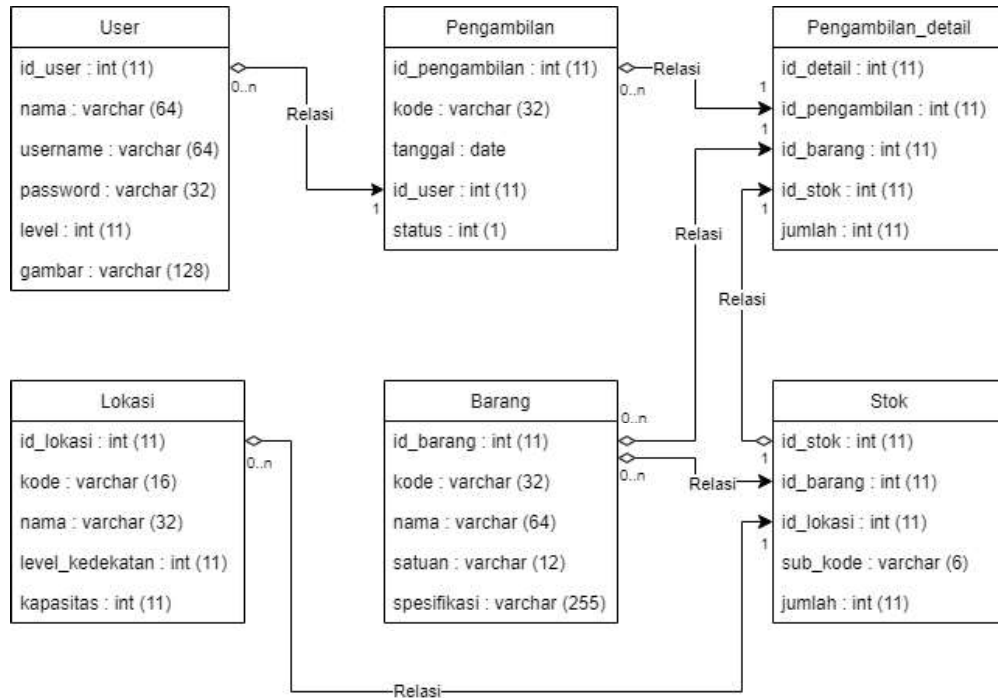 User
id_user : int (11)
nama : varchar (64)
username : varchar (64)
password : varchar (32)
level : int (11)
gambar : varchar (128)
0..n
Relasi
1
Pengambilan
id_pengambilan : int (11)
kode : varchar (32)
tanggal : date
id_user : int (11)
status : int (1)
0..n
Relasi
1
Pengambilan_detail
id_detail : int (11)
id_pengambilan : int (11)
id_barang : int (11)
id_stok : int (11)
jumlah : int (11)
1
1
Relasi
Relasi
Lokasi
id_lokasi : int (11)
kode : varchar (16)
nama : varchar (32)
level_kedekatan : int (11)
kapasitas : int (11)
0..n
Barang
id_barang : int (11)
kode : varchar (32)
nama : varchar (64)
satuan : varchar (12)
spesifikasi : varchar (255)
0..n
0..n
Relasi
Stok
id_stok : int (11)
id_barang : int (11)
id_lokasi : int (11)
sub_kode : varchar (6)
jumlah : int (11)
1
1
Relasi